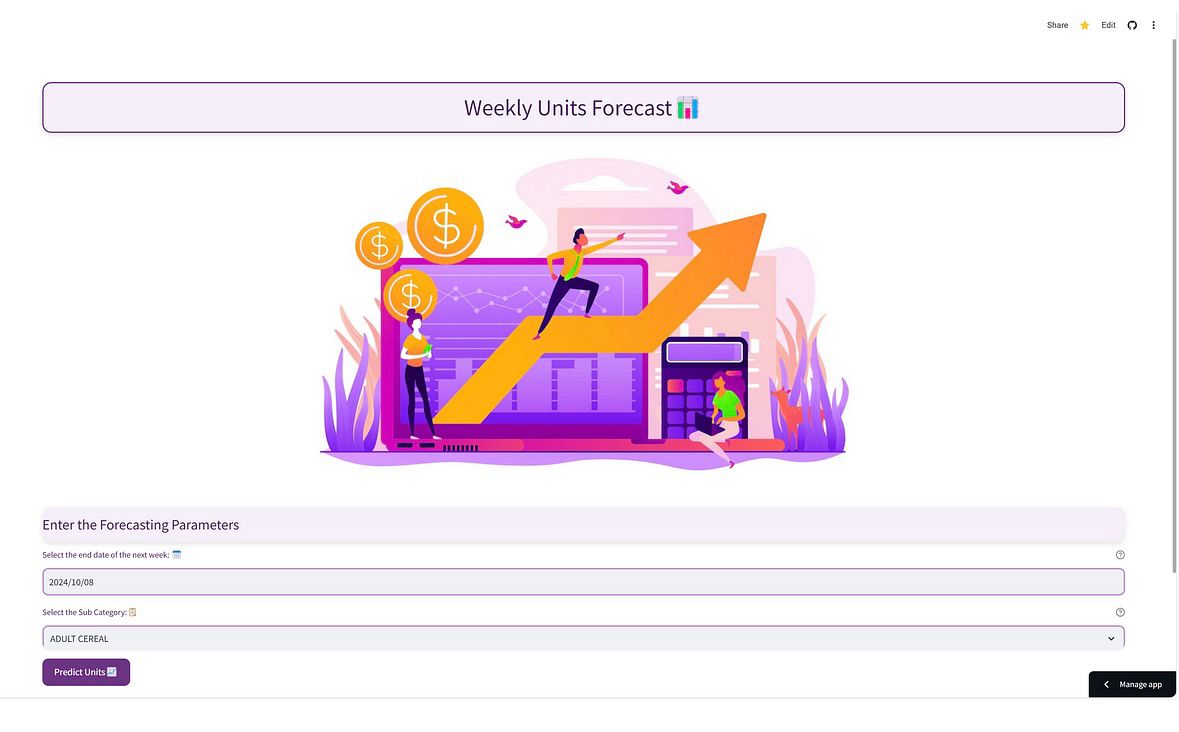 Share Edit
Weekly Units Forecast
$
$
$
Enter the Forecasting Parameters
Select the end date of the next week:
2024/10/08
Select the Sub Category:
ADULT CEREAL
Predict Units
Manage app